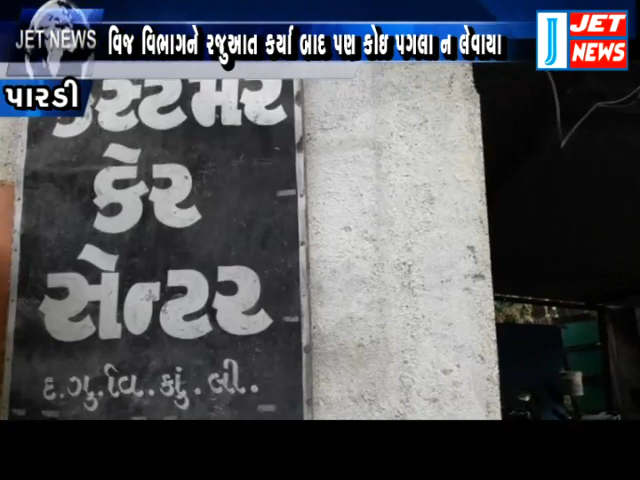 JET NEWS
વિજ વિભાગને રજુઆત કર્યા બાદ પણ કોઇ પગલા ન લેવાયા
J JET
NEWS
પારડી
કસ્ટમર
કેર
સેન્ટર
દ.ગુ.વિ.કાું.લી.